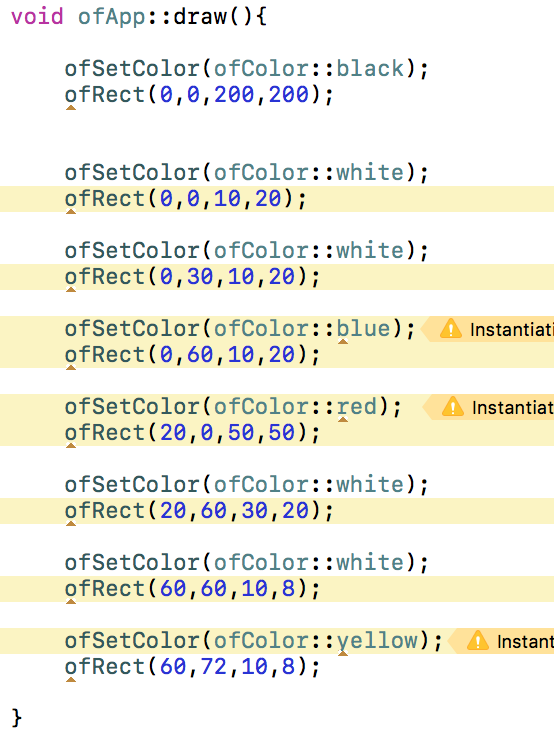 void ofApp::draw(){
ofSetColor(ofColor::black);
ofRect(0,0,200,200);
ofSetColor(ofColor::white);
ofRect(0,0,10,20);
ofSetColor(ofColor::white);
ofRect(0,30,10,20);
ofSetColor(ofColor::blue); Instantiati
ofRect(0,60,10,20);
ofSetColor(ofColor::red); Instantiat
ofRect(20,0,50,50);
ofSetColor(ofColor::white);
ofRect(20,60,30,20);
ofSetColor(ofColor::white);
ofRect(60,60,10,8);
ofSetColor(ofColor::yellow); Instant
ofRect(60,72,10,8);
}